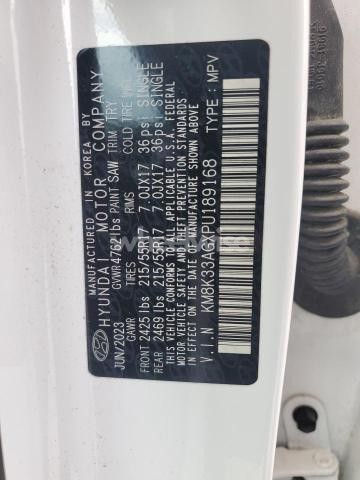 MANUFACTURED IN KOREA BY
HYUNDAI MOTOR COMPANY
JUN/2023 GVWR 4762 lbs PAINT SAW TRIM TRY
GAWR TIRES RIMS COLD TIRE
FRONT 2425 lbs 215/55R17 7.0JX17 36psi SINGLE
REAR 2469 lbs 215/55R17 7.0JX17 36psi SINGLE
THIS VEHICLE CONFORMS TO ALL APPLICABLE U.S.A. FEDERAL
MOTOR VEHICLE SAFETY AND THEFT PREVENTION STANDARDS
IN EFFECT ON THE DATE OF MANUFACTURE SHOWN ABOVE.
V.I.N : KM8K33AGXPU189168 TYPE : MPV